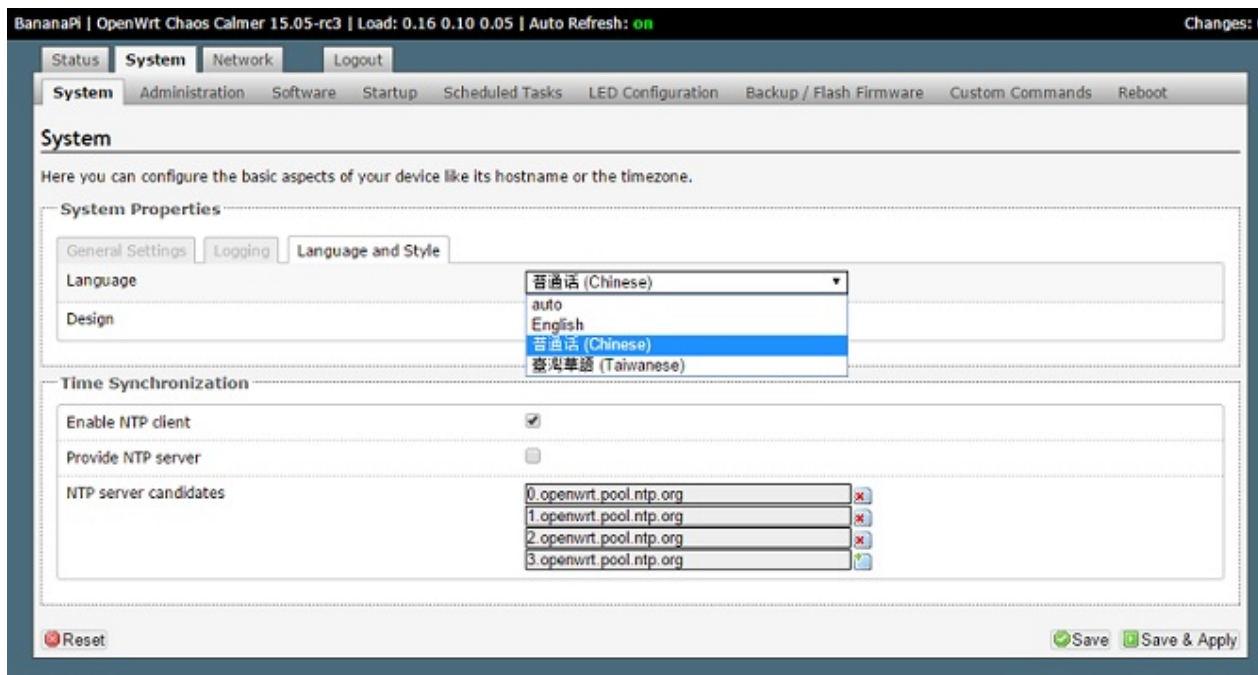 BananaPi | OpenWrt Chaos Calmer 15.05-rc3 | Load: 0.16 0.10 0.05 | Auto Refresh: on Changes:
Status System Network Logout
System Administration Software Startup Scheduled Tasks LED Configuration Backup / Flash Firmware Custom Commands Reboot
System
Here you can configure the basic aspects of your device like its hostname or the timezone.
System Properties
General Settings Logging Language and Style
Language 普通话 (Chinese)
auto
Design
English
普通话 (Chinese)
臺灣華語 (Taiwanese)
Time Synchronization
Enable NTP client
Provide NTP server
NTP server candidates 0.openwrt.pool.ntp.org
1.openwrt.pool.ntp.org
2.openwrt.pool.ntp.org
3.openwrt.pool.ntp.org
Reset Save Save & Apply